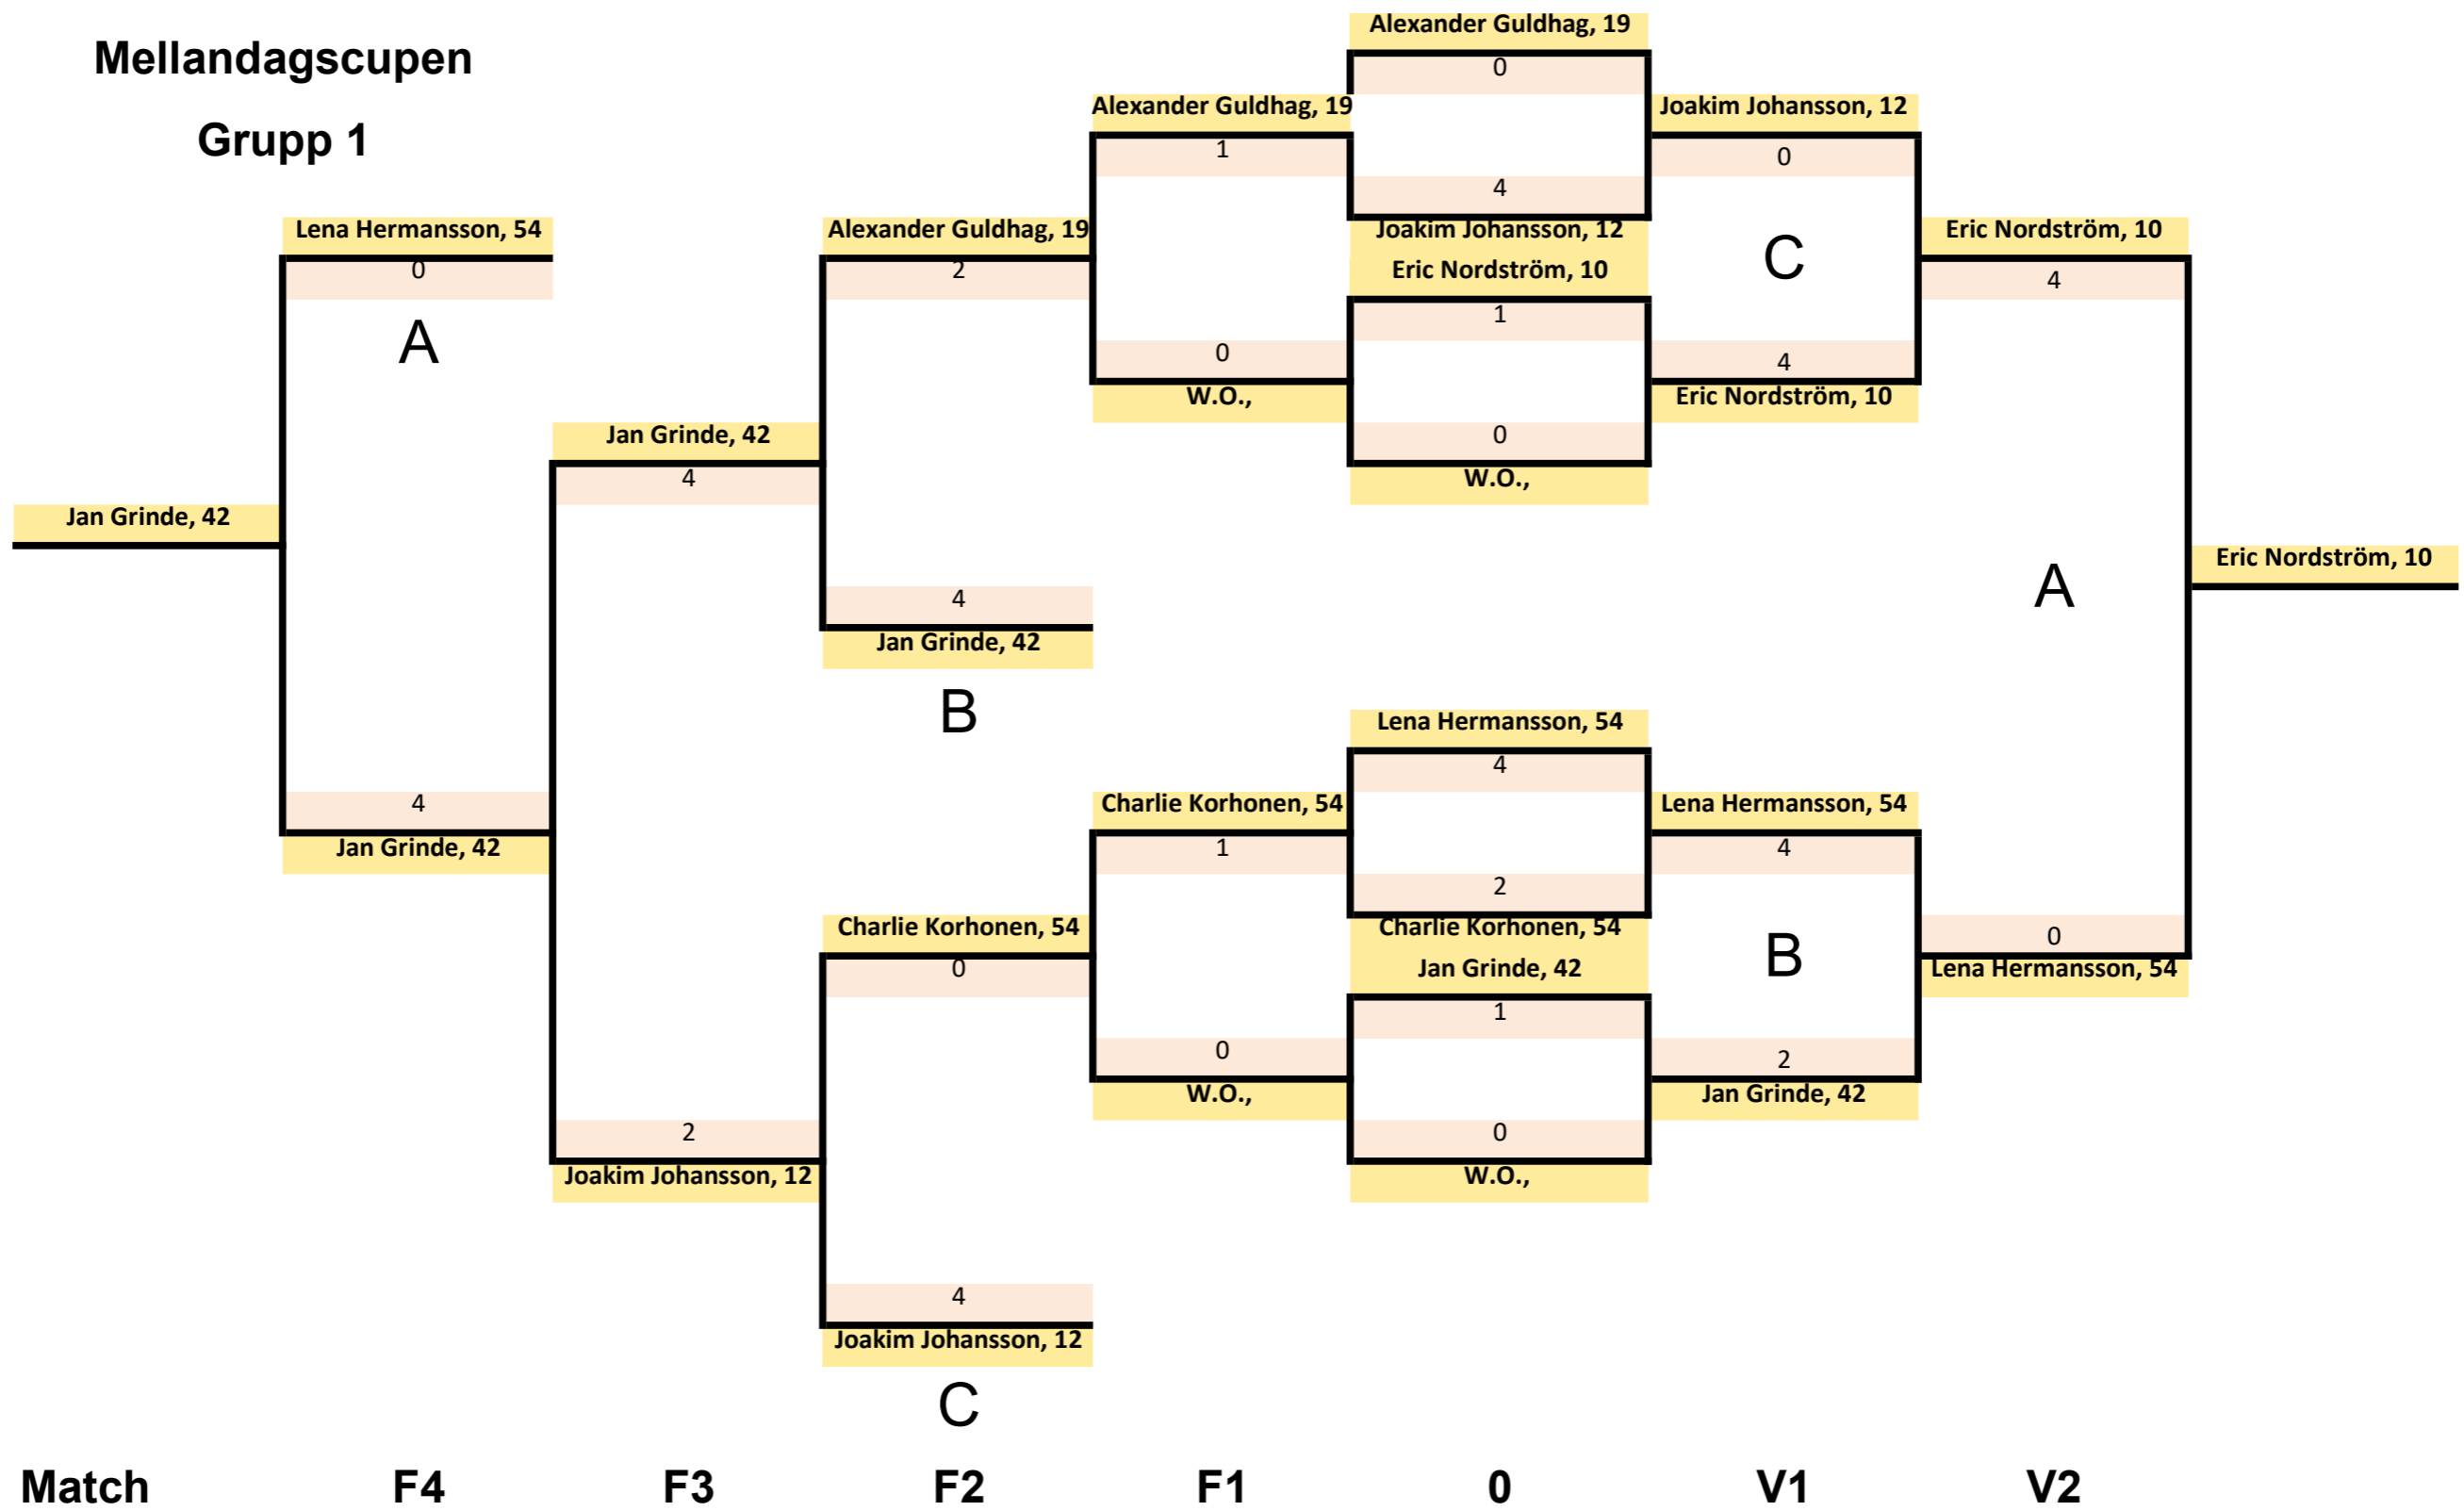 Mellandagscupen
Grupp 1
Alexander Guldhag, 19
0
Alexander Guldhag, 19
Joakim Johansson, 12
1
0
4
Lena Hermansson, 54
Alexander Guldhag, 19
Joakim Johansson, 12
Eric Nordström, 10
0
2
Eric Nordström, 10
C
4
A
1
0
4
W.O.,
Eric Nordström, 10
Jan Grinde, 42
0
4
W.O.,
Jan Grinde, 42
Eric Nordström, 10
A
4
Jan Grinde, 42
B
Lena Hermansson, 54
4
4
Charlie Korhonen, 54
Lena Hermansson, 54
Jan Grinde, 42
1
4
2
Charlie Korhonen, 54
Charlie Korhonen, 54
B
0
0
Jan Grinde, 42
Lena Hermansson, 54
1
0
2
W.O.,
Jan Grinde, 42
2
0
Joakim Johansson, 12
W.O.,
4
Joakim Johansson, 12
C
Match F4 F3 F2 F1 0 V1 V2